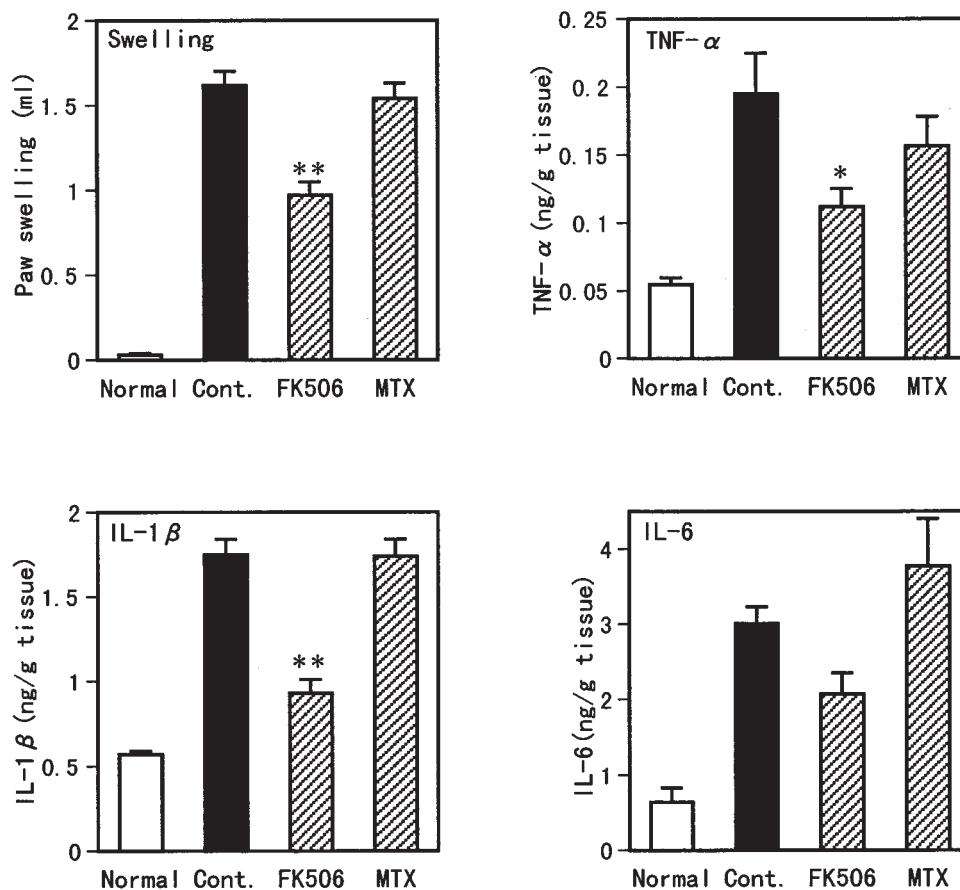 Swelling
Paw swelling (ml)
2
1.5
1
0.5
0
**
Normal Cont. FK506 MTX
TNF-α
TNF-α (ng/g tissue)
0.25
0.2
0.15
0.1
0.05
0
*
Normal Cont. FK506 MTX
IL-1β
IL-1β (ng/g tissue)
2
1.5
1
0.5
0
**
Normal Cont. FK506 MTX
IL-6
IL-6 (ng/g tissue)
4
3
2
1
0
Normal Cont. FK506 MTX